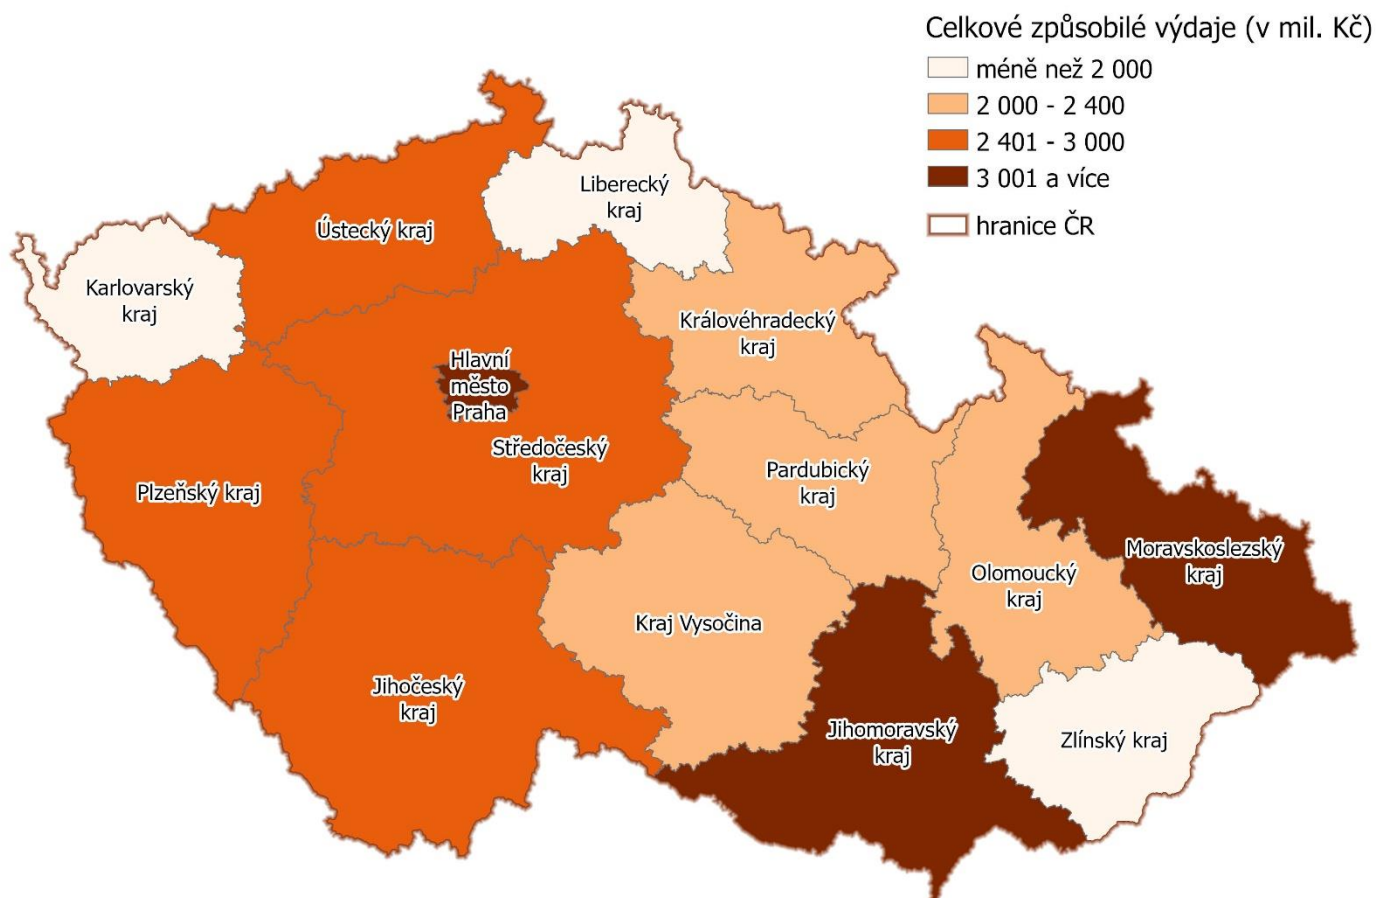 Celkové způsobilé výdaje (v mil. Kč)
méně než 2 000
2 000 - 2 400
2 401 - 3 000
3 001 a více
hranice ČR
Liberecký
kraj
Ústecký kraj
Karlovarský
kraj
Královéhradecký
kraj
Hlavní
město
Praha
Středočeský
kraj
Pardubický
kraj
Plzeňský kraj
Moravskoslezský
kraj
Olomoucký
kraj
Kraj Vysočina
Jihočeský
kraj
Jihomoravský
kraj
Zlínský kraj